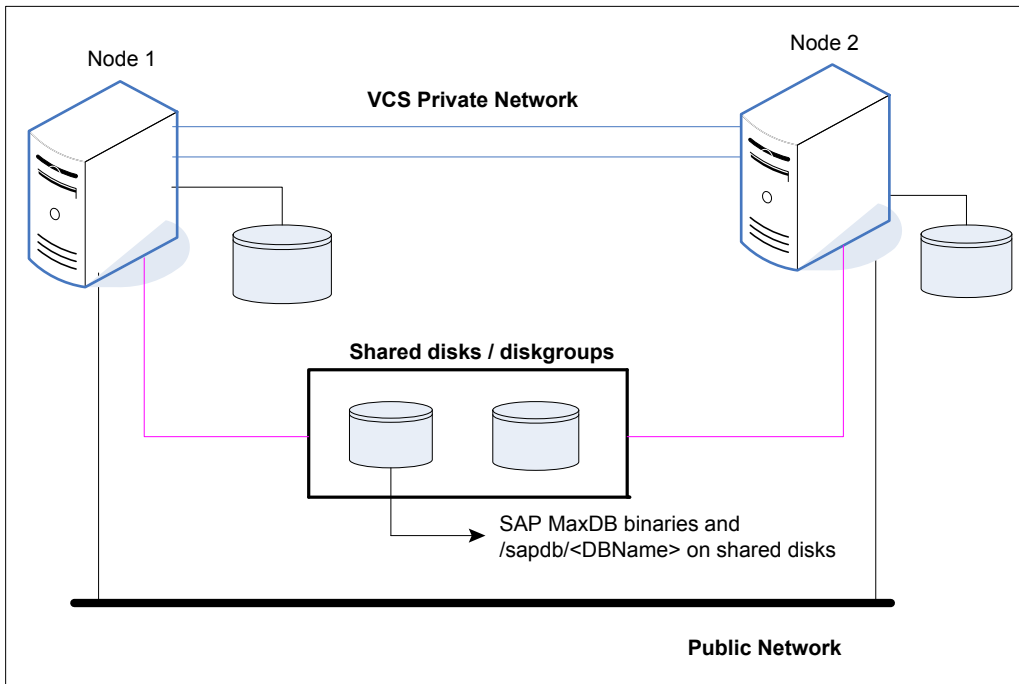 Node 1
Node 2
VCS Private Network
Shared disks / diskgroups
SAP MaxDB binaries and
/sapdb/<DBName> on shared disks
Public Network